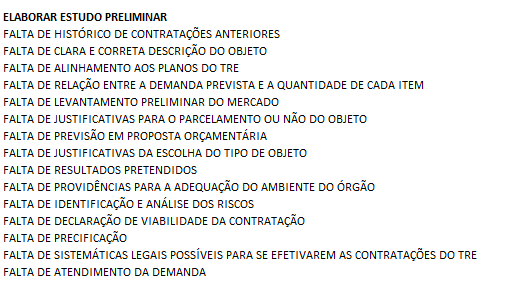 ELABORAR ESTUDO PRELIMINAR
FALTA DE HISTÓRICO DE CONTRATAÇÕES ANTERIORES
FALTA DE CLARA E CORRETA DESCRIÇÃO DO OBJETO
FALTA DE ALINHAMENTO AOS PLANOS DO TRE
FALTA DE RELAÇÃO ENTRE A DEMANDA PREVISTA E A QUANTIDADE DE CADA ITEM
FALTA DE LEVANTAMENTO PRELIMINAR DO MERCADO
FALTA DE JUSTIFICATIVAS PARA O PARCELAMENTO OU NÃO DO OBJETO
FALTA DE PREVISÃO EM PROPOSTA ORÇAMENTÁRIA
FALTA DE JUSTIFICATIVAS DA ESCOLHA DO TIPO DE OBJETO
FALTA DE RESULTADOS PRETENDIDOS
FALTA DE PROVIDÊNCIAS PARA A ADEQUAÇÃO DO AMBIENTE DO ÓRGÃO
FALTA DE IDENTIFICAÇÃO E ANÁLISE DOS RISCOS
FALTA DE DECLARAÇÃO DE VIABILIDADE DA CONTRATAÇÃO
FALTA DE PRECIFICAÇÃO
FALTA DE SISTEMÁTICAS LEGAIS POSSÍVEIS PARA SE EFETIVAREM AS CONTRATAÇÕES DO TRE
FALTA DE ATENDIMENTO DA DEMANDA